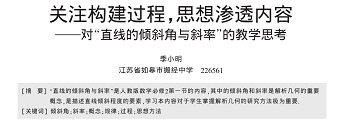 关注构建过程，思想渗透内容
——对“直线的倾斜角与斜率”的教学思考
季小明
江苏省如皋市搬经中学 226561
[摘 要] “直线的倾斜角与斜率”是人教版数学必修2第一节的内容，其中的倾斜角和斜率是解析几何的重要
概念，是描述直线倾斜程度的要素，学习本内容对于学生掌握解析几何的研究方法极为重要.
[关键词] 倾斜角；斜率；概念；规律；过程；思想方法